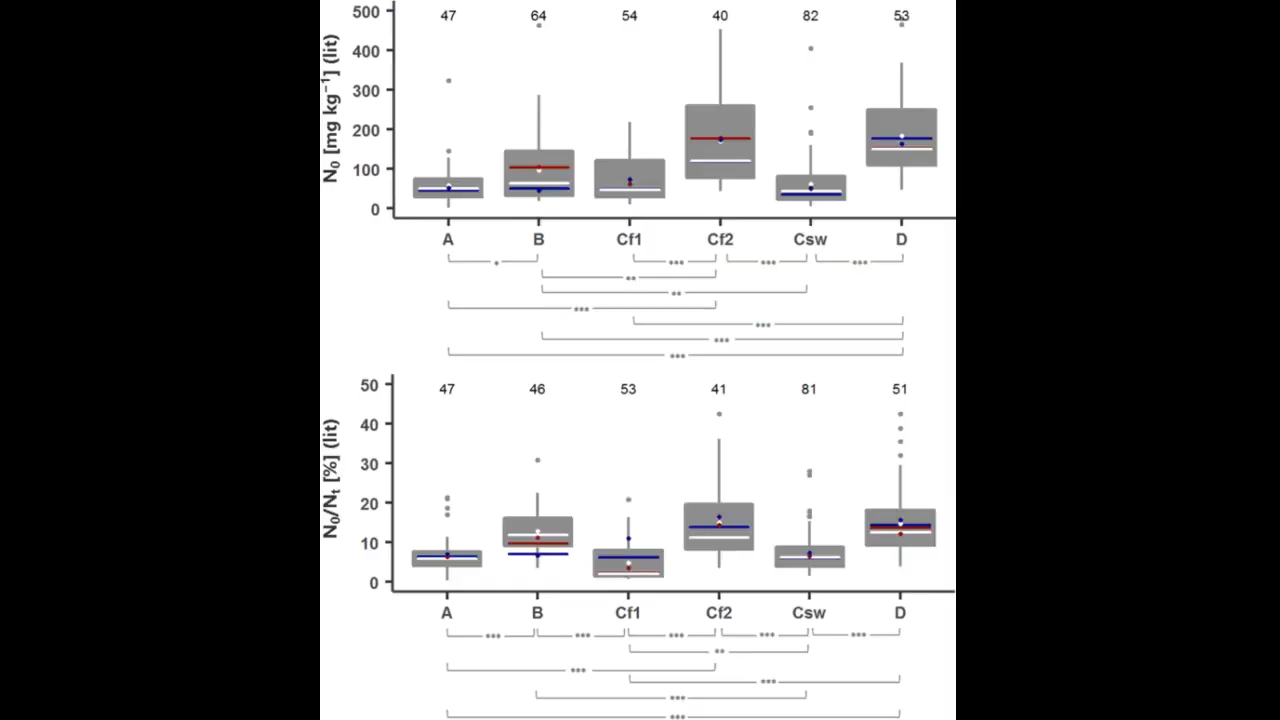 N₀ [mg kg⁻¹] (lit)
500
400
300
200
100
0
47 64 54 40 82 53
A B Cf1 Cf2 Csw D
* *** *** ***
**
**
***
***
***
***
N₀/Nₜ [%] (lit)
50
40
30
20
10
0
47 46 53 41 81 51
A B Cf1 Cf2 Csw D
*** *** *** *** ***
**
***
***
***
***